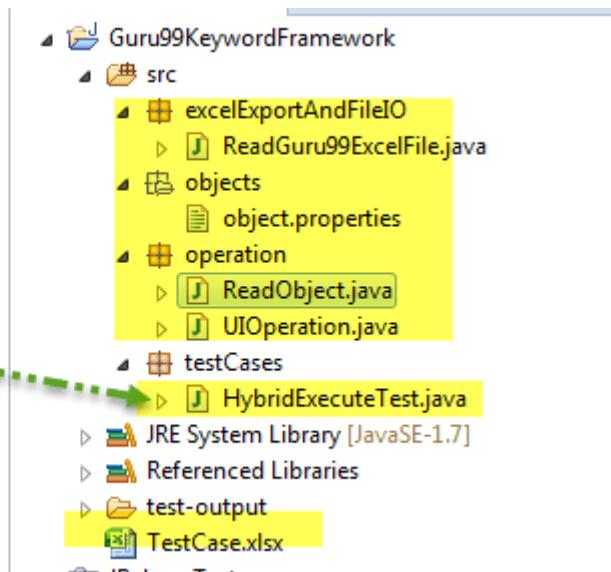 Guru99KeywordFramework
src
excelExportAndFileIO
ReadGuru99ExcelFile.java
objects
object.properties
operation
ReadObject.java
UIOperation.java
testCases
HybridExecuteTest.java
JRE System Library [JavaSE-1.7]
Referenced Libraries
test-output
TestCase.xlsx